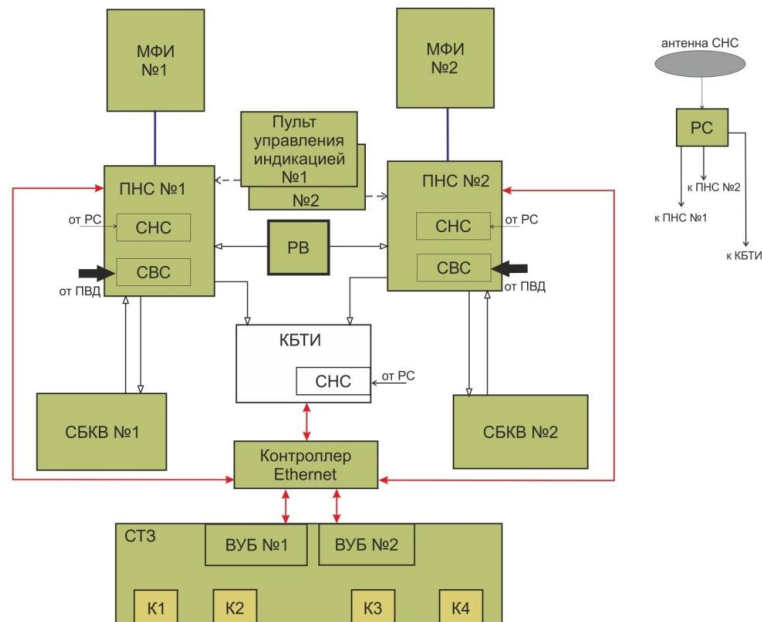 МФИ
№1
МФИ
№2
антенна СНС
РС
к ПНС №2
к ПНС №1
к КБТИ
Пульт
управления
индикацией
№1
№2
ПНС №1
от РС
СНС
СВС
от ПВД
РВ
ПНС №2
СНС
от РС
СВС
от ПВД
КБТИ
СНС
от РС
СБКВ №1
СБКВ №2
Контроллер
Ethernet
СТЗ
ВУБ №1
ВУБ №2
К1
К2
К3
К4